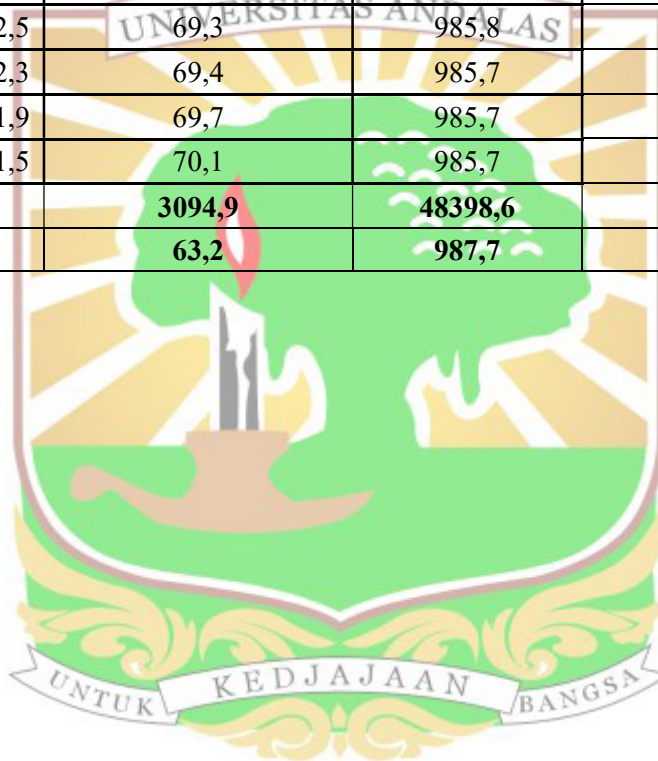 UNIVERSITAS ANDALAS
2,5 69,3 985,8
2,3 69,4 985,7
1,9 69,7 985,7
1,5 70,1 985,7
3094,9 48398,6
63,2 987,7
UNTUK KEDJAJAAN BANGSA